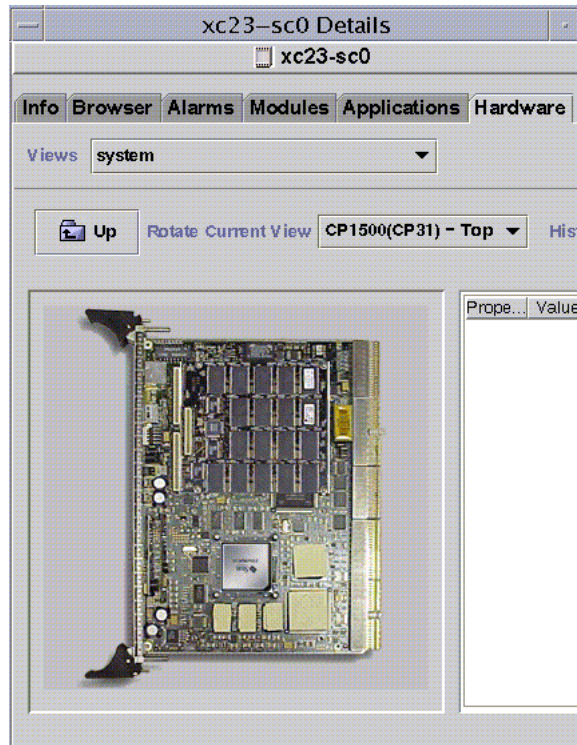 xc23-sc0 Details
xc23-sc0
Info Browser Alarms Modules Applications Hardware
Views system
Up Rotate Current View CP1500(CP31) - Top His
Prope... Value